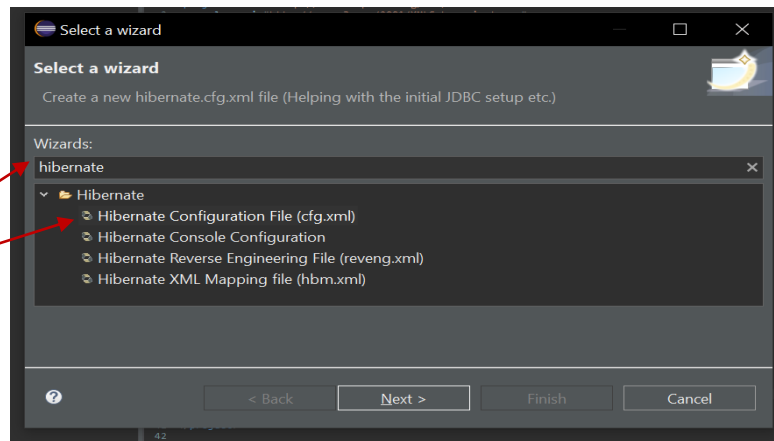 Select a wizard
Select a wizard
Create a new hibernate.cfg.xml file (Helping with the initial JDBC setup etc.)
Wizards:
hibernate
Hibernate
Hibernate Configuration File (cfg.xml)
Hibernate Console Configuration
Hibernate Reverse Engineering File (reveng.xml)
Hibernate XML Mapping file (hbm.xml)
< Back Next > Finish Cancel
42